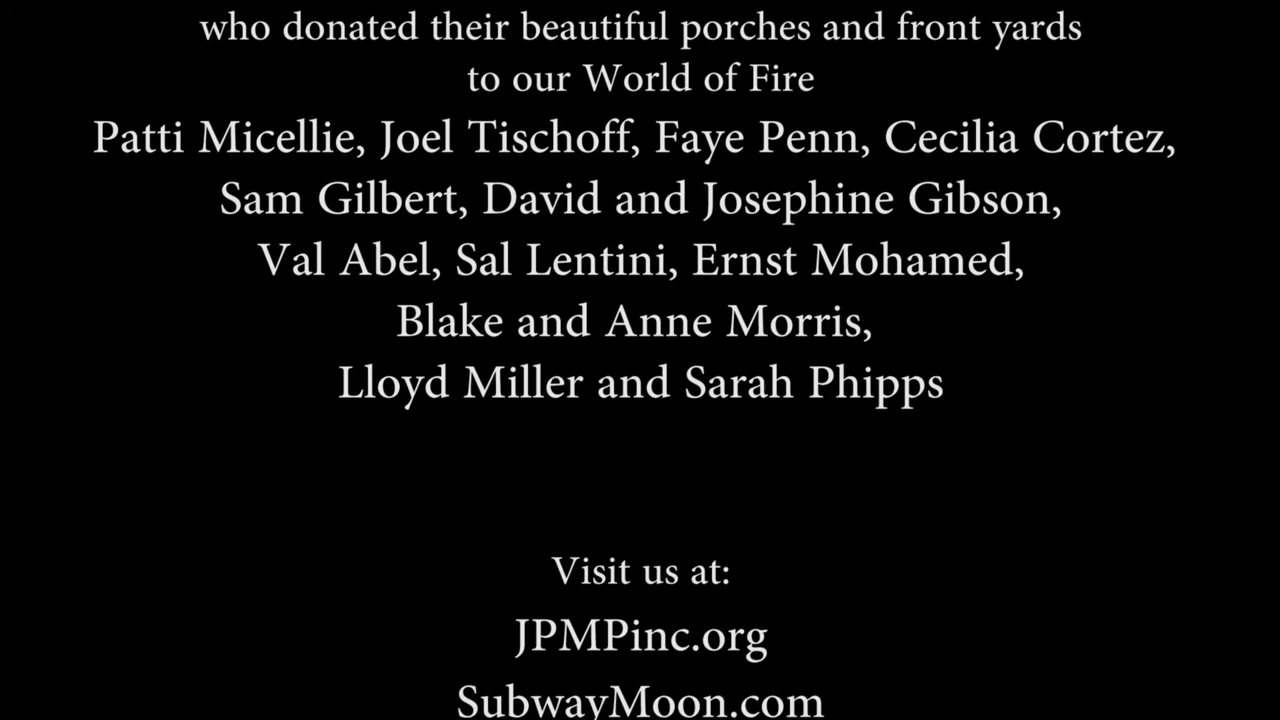 who donated their beautiful porches and front yards
to our World of Fire
Patti Micellie, Joel Tischoff, Faye Penn, Cecilia Cortez,
Sam Gilbert, David and Josephine Gibson,
Val Abel, Sal Lentini, Ernst Mohamed,
Blake and Anne Morris,
Lloyd Miller and Sarah Phipps
Visit us at:
JPMPinc.org
SubwayMoon.com